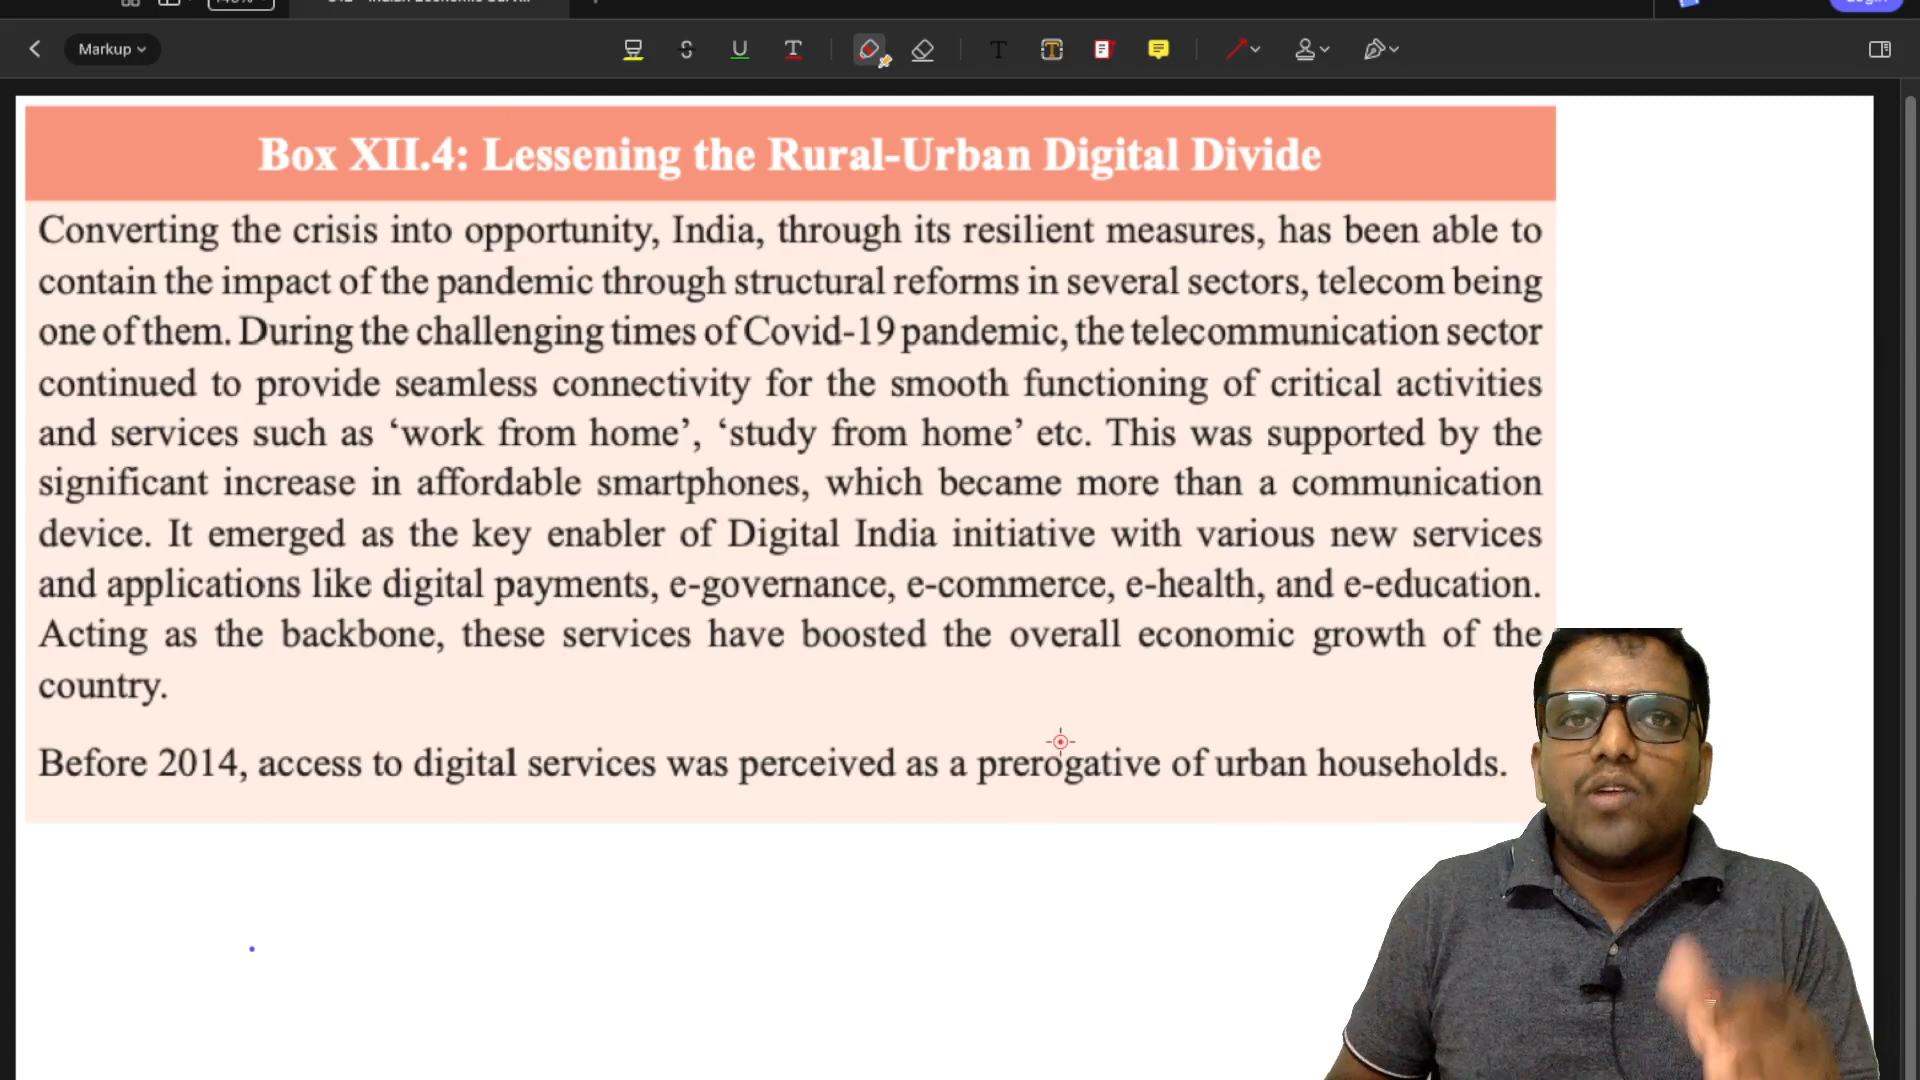 Markup
Box XII.4: Lessening the Rural-Urban Digital Divide
Converting the crisis into opportunity, India, through its resilient measures, has been able to
contain the impact of the pandemic through structural reforms in several sectors, telecom being
one of them. During the challenging times of Covid-19 pandemic, the telecommunication sector
continued to provide seamless connectivity for the smooth functioning of critical activities
and services such as ‘work from home’, ‘study from home’ etc. This was supported by the
significant increase in affordable smartphones, which became more than a communication
device. It emerged as the key enabler of Digital India initiative with various new services
and applications like digital payments, e-governance, e-commerce, e-health, and e-education.
Acting as the backbone, these services have boosted the overall economic growth of the
country.
Before 2014, access to digital services was perceived as a prerogative of urban households.